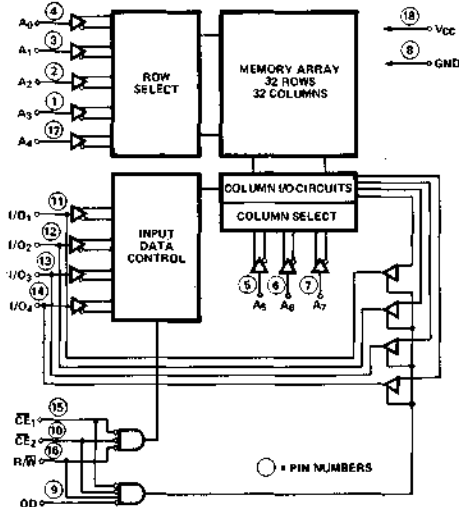 4
A0
3
A1
2
A2
1
A3
17
A4
ROW
SELECT
MEMORY ARRAY
32 ROWS
32 COLUMNS
18
VCC
8
GND
11
I/O1
12
I/O2
13
I/O3
14
I/O4
INPUT
DATA
CONTROL
COLUMN I/O CIRCUITS
COLUMN SELECT
5
6
7
A5
A6
A7
15
CE1
10
CE2
16
R/W
9
OD
= PIN NUMBERS